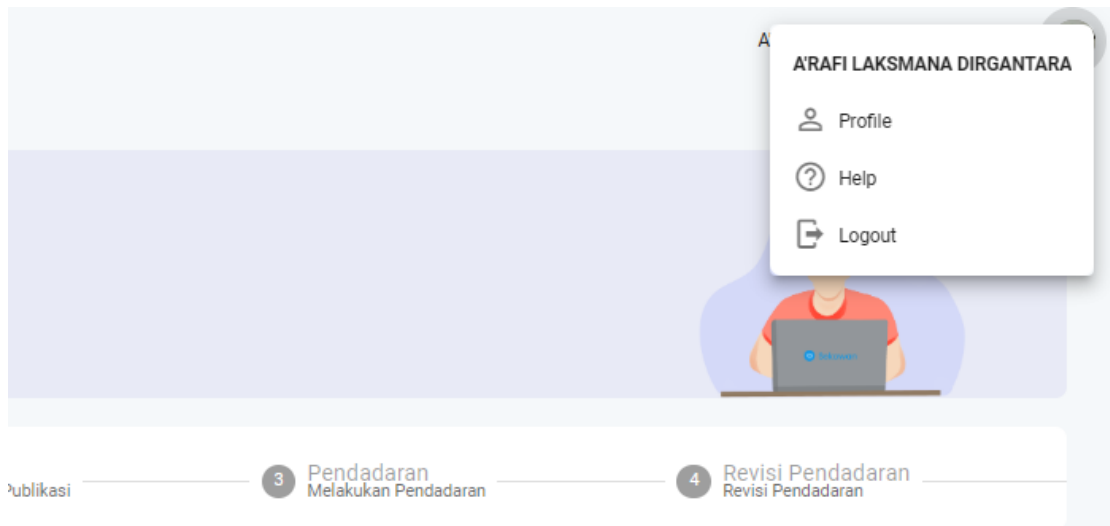 A'RAFI LAKSMANA DIRGANTARA
Profile
Help
Logout
3 Pendadaran
Melakukan Pendadaran
4 Revisi Pendadaran
Revisi Pendadaran
Publikasi